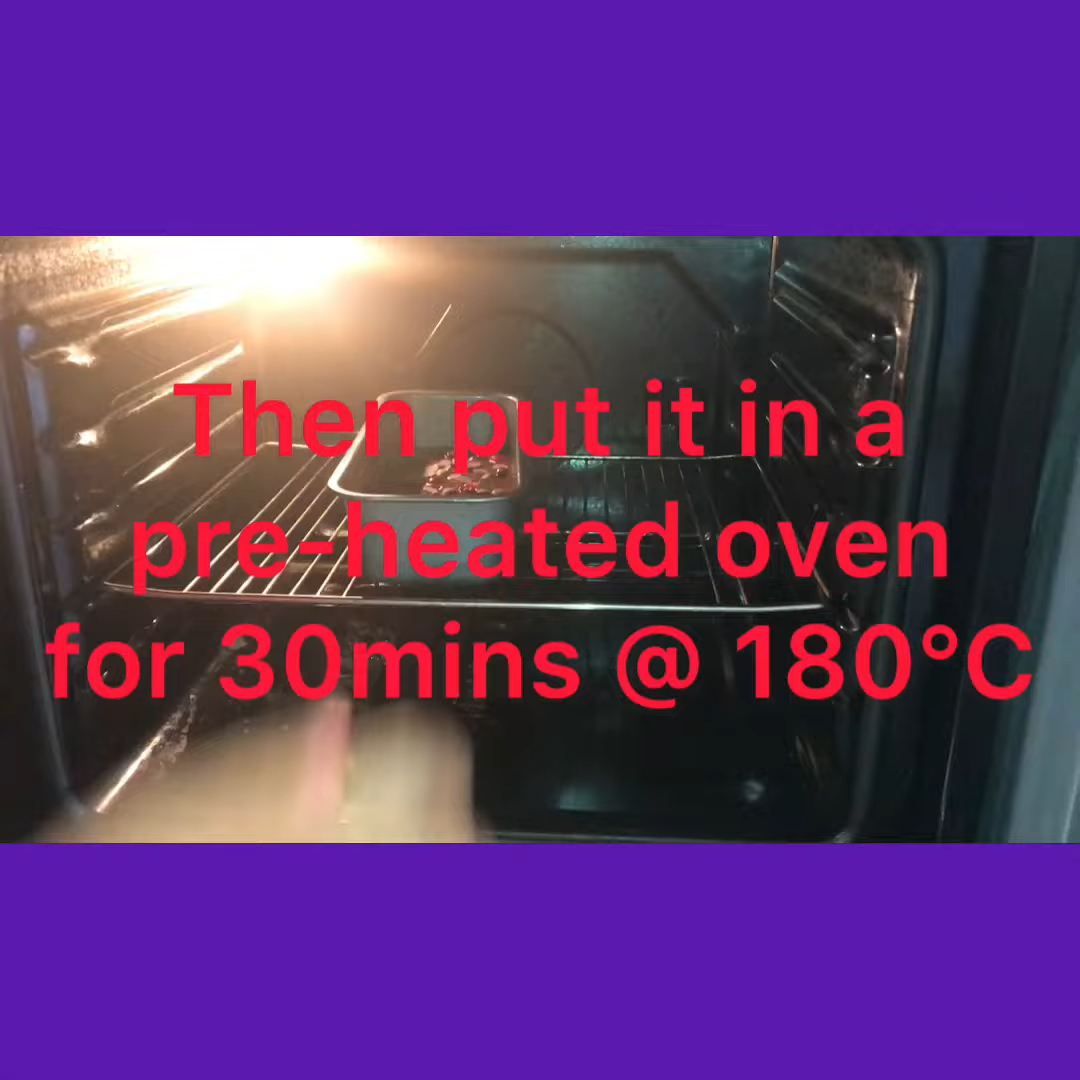 Then put it in a
pre-heated oven
for 30mins @ 180°C